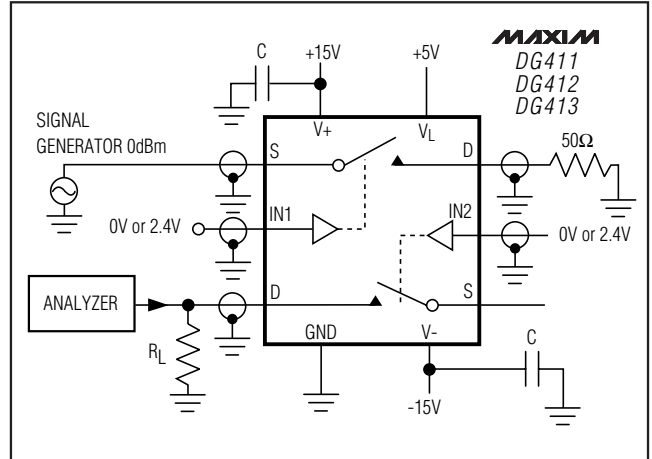 MAXIM
DG411
DG412
DG413
C
+15V
+5V
SIGNAL
GENERATOR 0dBm
V+
VL
S
D
50Ω
IN1
IN2
0V or 2.4V
0V or 2.4V
ANALYZER
D
S
RL
GND
V-
C
-15V